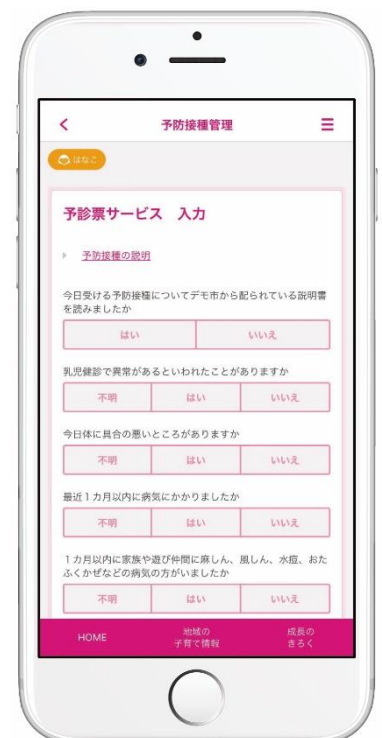 予防接種管理
はなこ
予診票サービス 入力
予防接種の説明
今日受ける予防接種についてデモ市から配られている説明書
を読みましたか
はい いいえ
乳児健診で異常があるといわれたことがありますか
不明 はい いいえ
今日体に具合の悪いところがありますか
不明 はい いいえ
最近1カ月以内に病気にかかりましたか
不明 はい いいえ
1カ月以内に家族や遊び仲間に麻しん、風しん、水痘、おた
ふくかぜなどの病気の方がいましたか
不明 はい いいえ
HOME 地域の 成長の
子育て情報 きろく